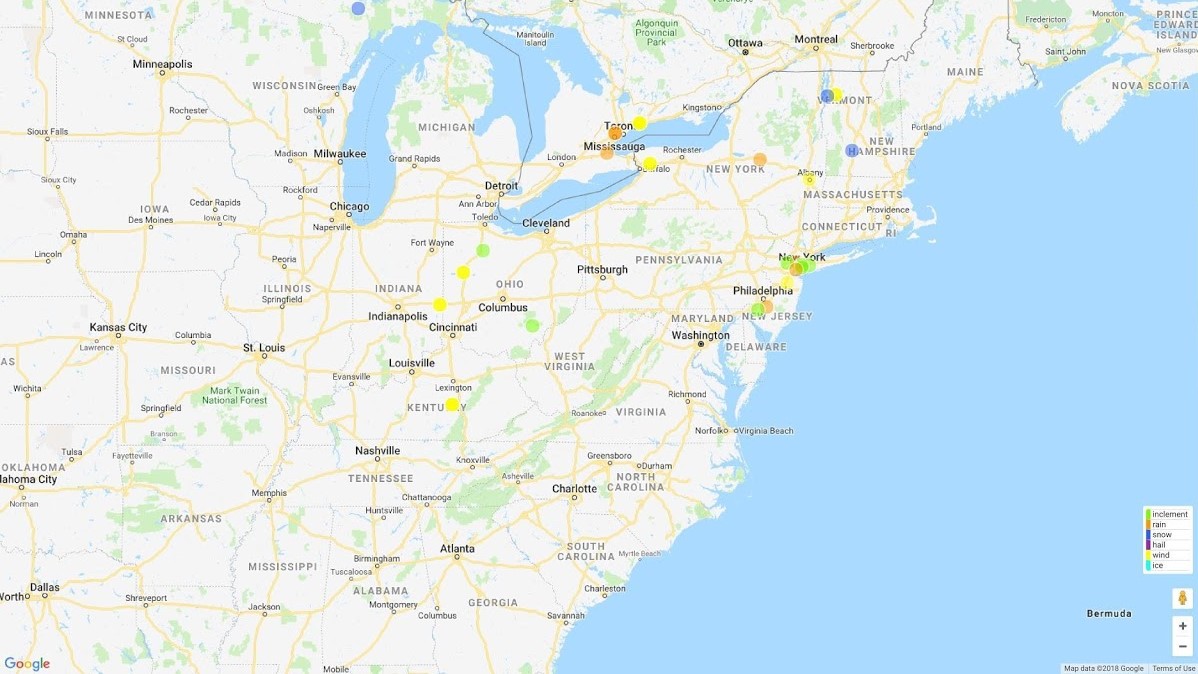 MINNESOTA
St Cloud
Minneapolis
Rochester
Sioux Falls
Sioux City
WISCONSIN
Green Bay
Oshkosh
Madison
Milwaukee
MICHIGAN
Grand Rapids
Manitoulin
Island
Algonquin
Provincial
Park
Ottawa
Montreal
Sherbrooke
Fredericton
Moncton
PRINCE
EDWARD
ISLAND
New Glasgow
Saint John
NOVA SCOTIA
MAINE
VERMONT
NEW
HAMPSHIRE
Portland
Kingston
Toron
Mississauga
London
Rochester
Buffalo
NEW YORK
Albany
MASSACHUSETTS
Providence
CONNECTICUT
RI
Rockford
Chicago
Naperville
Detroit
Ann Arbor
Toledo
Cleveland
IOWA
Cedar Rapids
Iowa City
Des Moines
Omaha
Lincoln
Peoria
Fort Wayne
ILLINOIS
Springfield
INDIANA
Indianapolis
OHIO
Columbus
Cincinnati
Pittsburgh
PENNSYLVANIA
New York
Philadelphia
NEW JERSEY
MARYLAND
Washington
DELAWARE
Kansas City
Lawrence
Columbia
St. Louis
MISSOURI
AS
Wichita
Mark Twain
National Forest
Springfield
Branson
Evansville
Louisville
Lexington
KENTUCKY
WEST
VIRGINIA
Roanoke
VIRGINIA
Richmond
Norfolk
Virginia Beach
Tulsa
Fayetteville
OKLAHOMA
lahoma City
Norman
ARKANSAS
Memphis
Nashville
TENNESSEE
Knoxville
Chattanooga
Huntsville
Asheville
Greensboro
Durham
Charlotte
NORTH
CAROLINA
SOUTH
CAROLINA
Myrtle Beach
Charleston
Savannah
Atlanta
GEORGIA
Birmingham
Tuscaloosa
ALABAMA
Montgomery
Columbus
MISSISSIPPI
Jackson
Dallas
Worth
Shreveport
Mobile
Bermuda
inclement
rain
snow
hail
wind
ice
Google
Map data ©2018 Google
Terms of Use